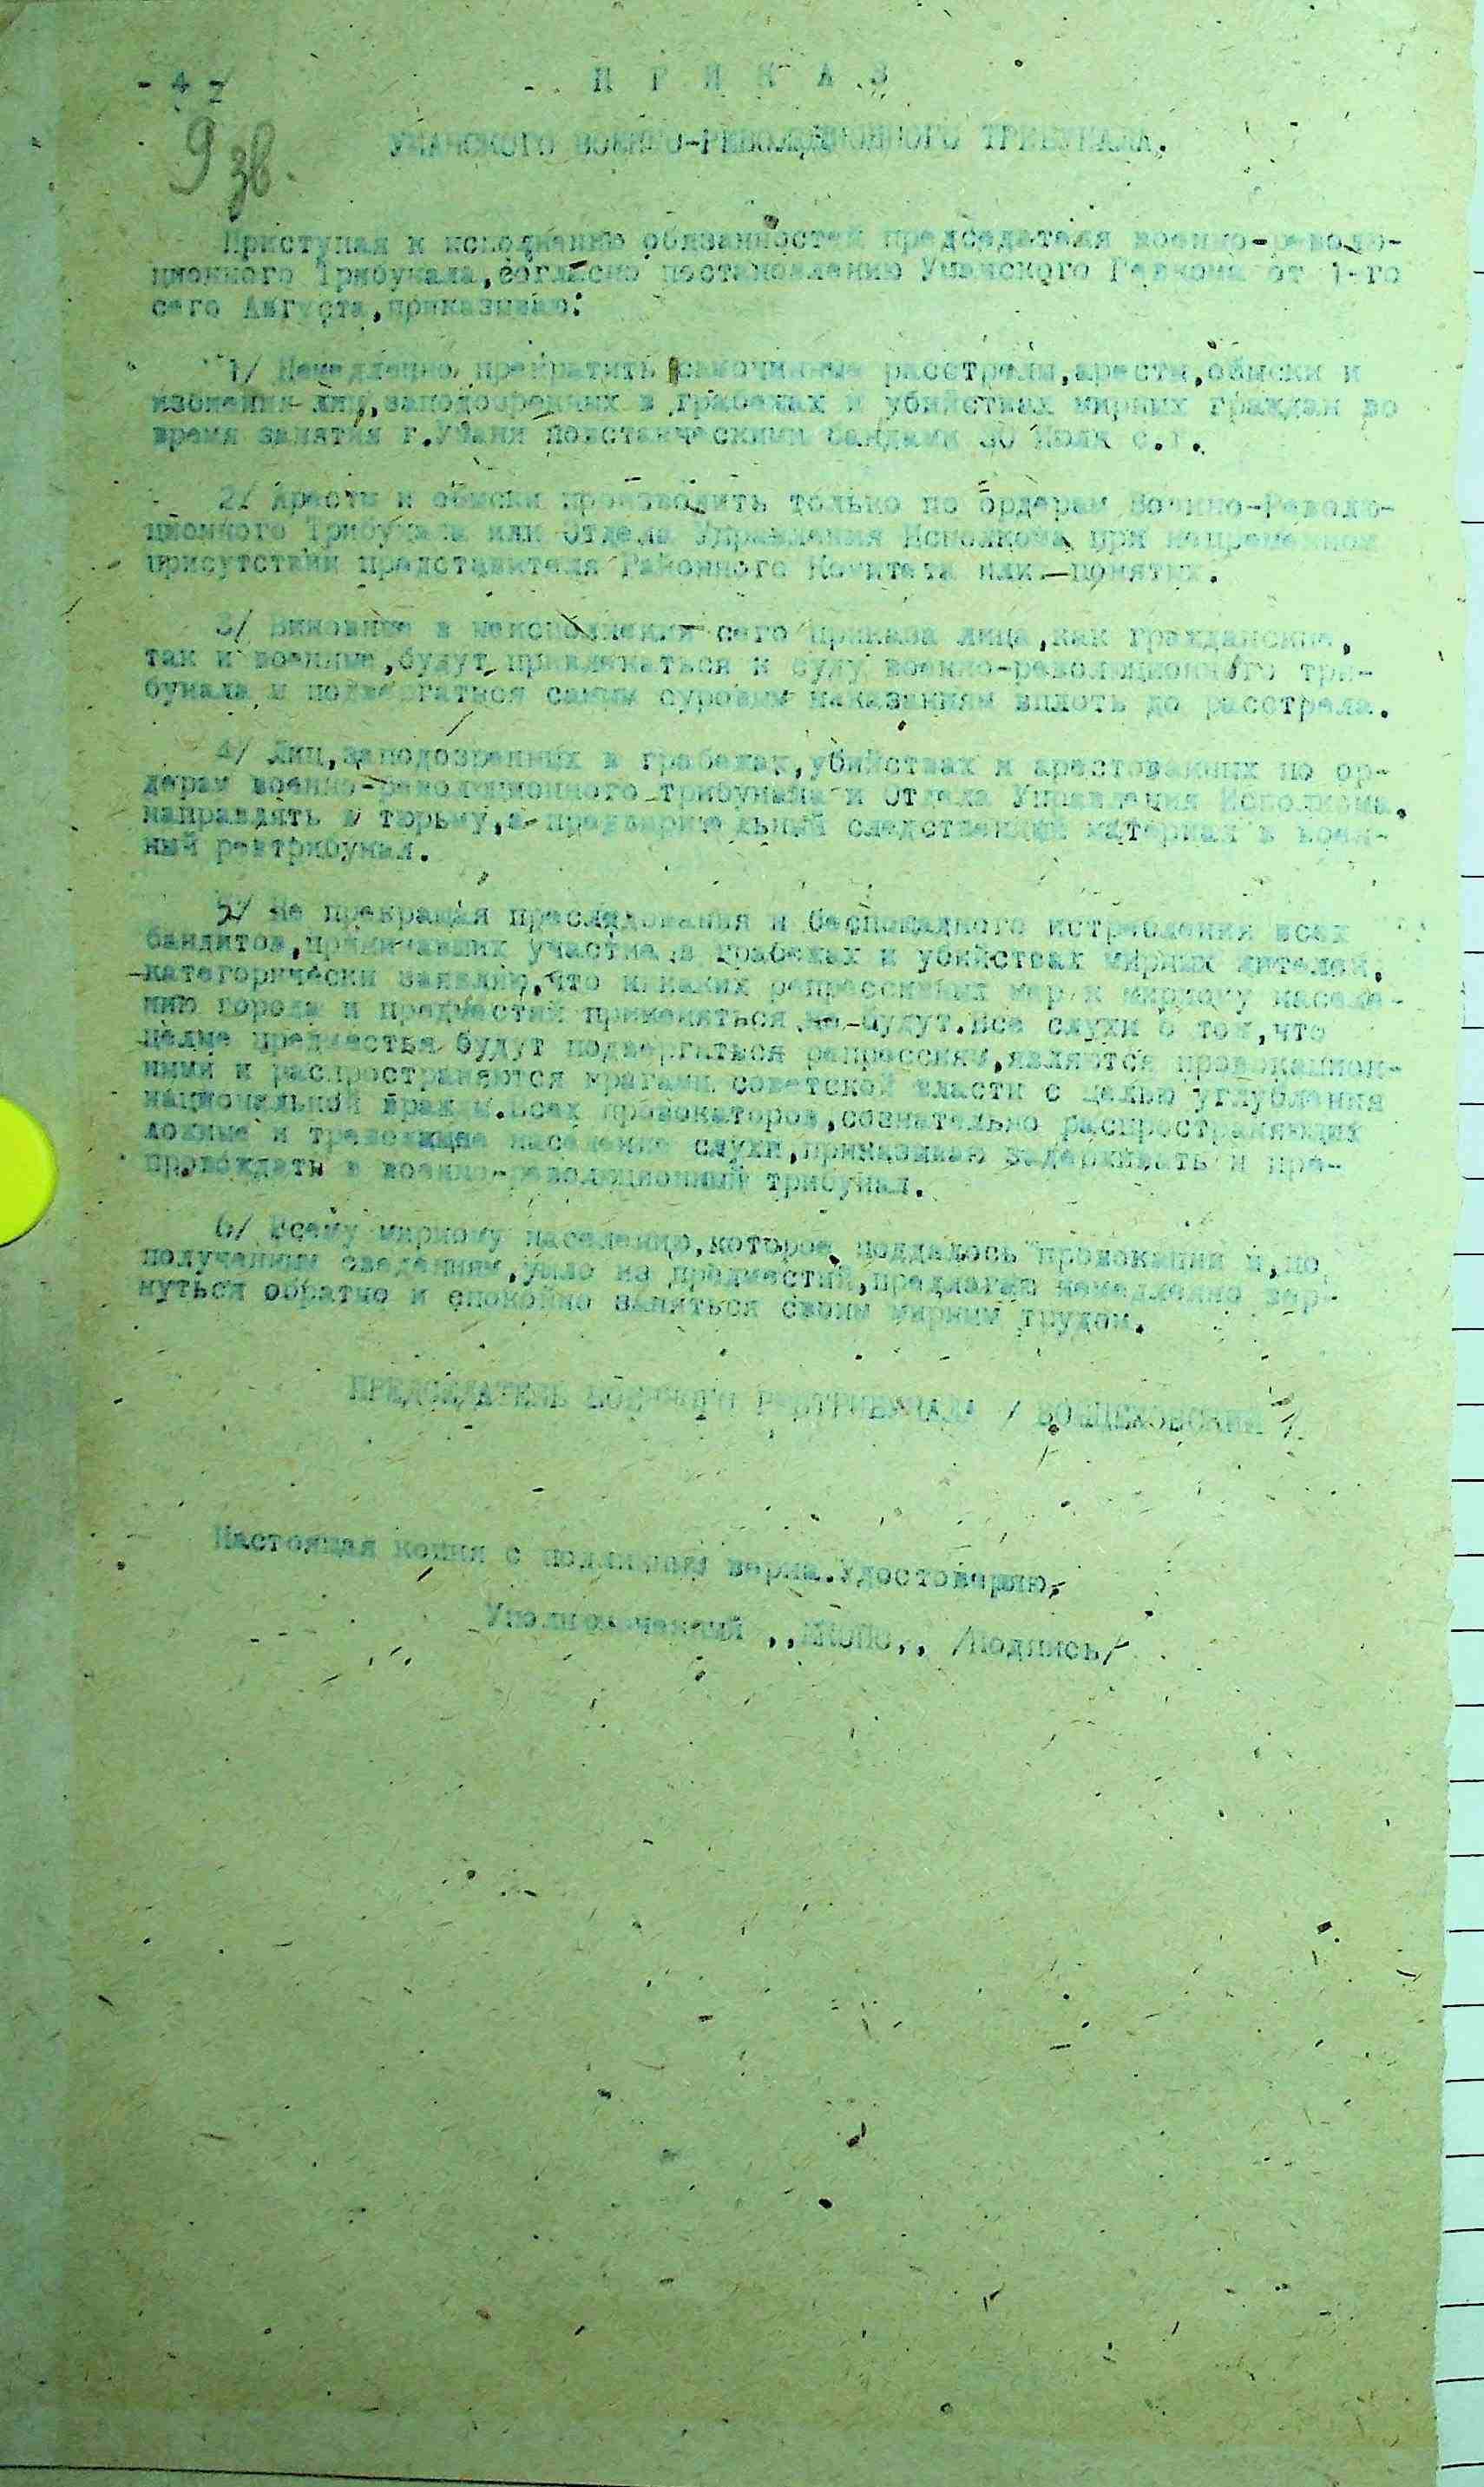 - 4 -
П Р И К А З
9 зв.
УМАНСКОГО ВОЕННО-РЕВОЛЮЦИОННОГО ТРИБУНАЛА.
Приступая к исполнению обязанностей председателя военно-револю-
ционного Трибунала,согласно постановлению Уманского Ревкома от 1-го
сего Августа,приказываю:
1/ Немедленно прекратить самочинные расстрелы,аресты,обыски и
избиения лиц,заподозренных в грабежах и убийствах мирных граждан во
время занятия г.Умани повстанческими бандами 30 Июля с.г.
2/ Аресты и обыски производить только по ордерам Военно-Револю-
ционного Трибунала или Отдела Управления Исполкома при непременном
присутствии представителя Районного Комитета или понятых.
3/ Виновные в неисполнении сего приказа лица,как гражданские,
так и военные,будут привлекаться к суду военно-революционного три-
бунала и подвергаться самым суровым наказаниям вплоть до расстрела.
4/ Лиц,заподозренных в грабежах,убийствах и арестованных по ор-
дерам военно-революционного трибунала и Отдела Управления Исполкома,
направлять в тюрьму,а предварительный следственный материал в воен-
ный ревтрибунал.
5/ Не прекращая преследования и беспощадного истребления всех
бандитов,принимавших участие в грабежах и убийствах мирных жителей,
категорически заявляю,что никаких репрессивных мер к мирному населе-
нию города и предместий применяться не будут.Все слухи о том,что
целые предместья будут подвергаться репрессиям,являются провокацион-
ными и распространяются врагами советской власти с целью углубления
национальной вражды.Всех провокаторов,сознательно распространяющих
ложные и тревожащие население слухи,приказываю задерживать и пре-
провождать в военно-революционный трибунал.
6/ Всему мирному населению,которое поддалось провокации и,по
полученным сведениям,ушло из предместий,предлагаю немедленно вер-
нуться обратно и спокойно заняться своим мирным трудом.
ПРЕДСЕДАТЕЛЬ ВОЕННОГО РЕВТРИБУНАЛА / ВОЙЦЕХОВСКИЙ /.
Настоящая копия с подлинной верна.Удостоверяю,
Уполномоченный /подпись/